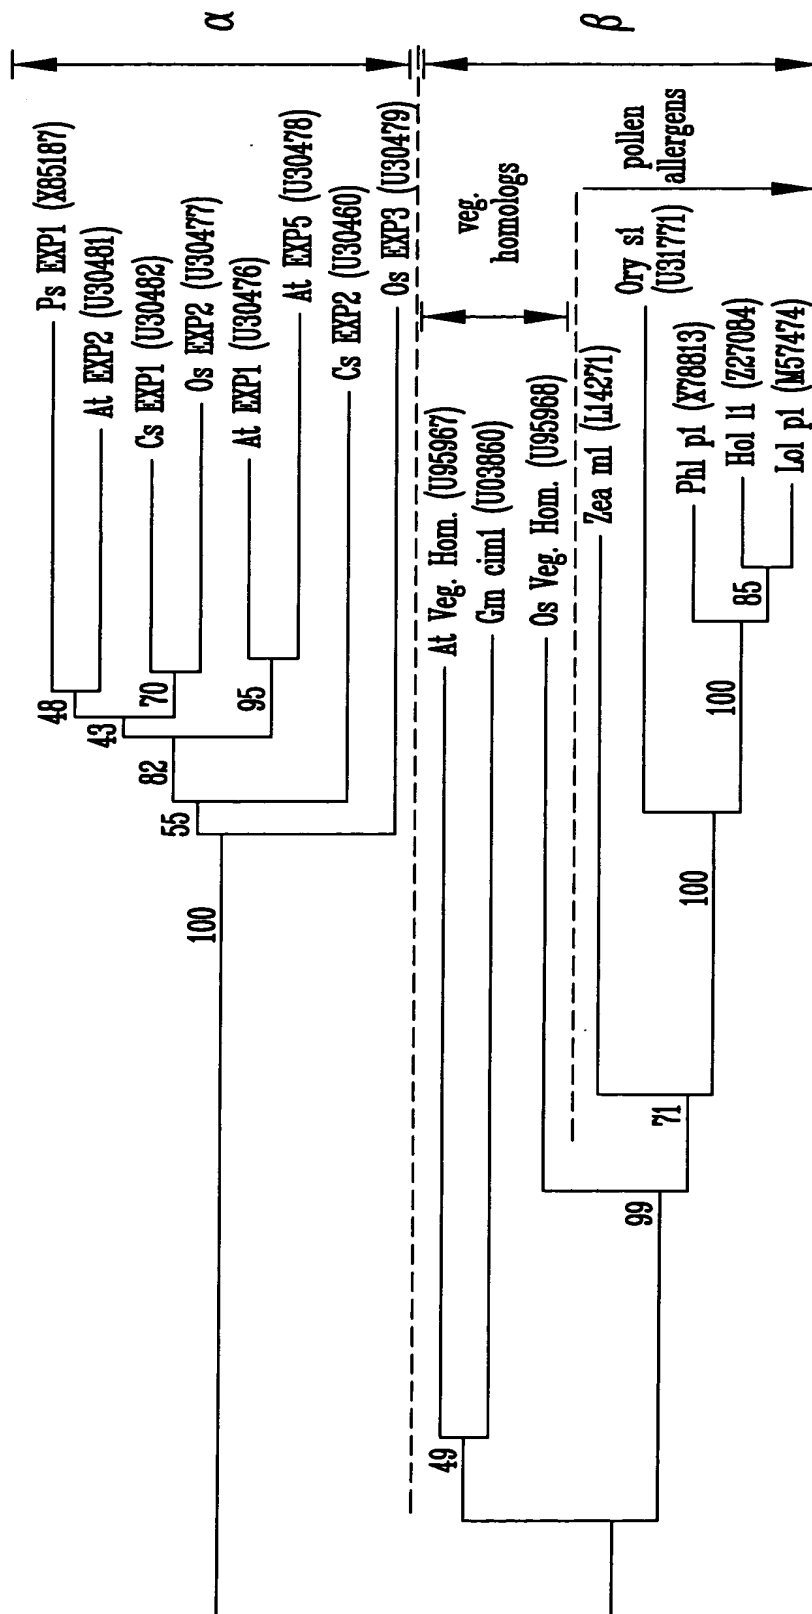 α
Ps EXP1 (X85187)
At EXP2 (U30481)
Cs EXP1 (U30482)
Os EXP2 (U30477)
At EXP1 (U30476)
At EXP5 (U30478)
Cs EXP2 (U30460)
Os EXP3 (U30479)
48
43
70
95
82
55
100
β
veg.
homologs
At Veg. Hom. (U95967)
Gm cim1 (U03860)
Os Veg. Hom. (U95968)
pollen
allergens
Zea m1 (L14271)
Ory s1
(U31771)
Phl p1 (X78813)
Hol l1 (Z27084)
Lol p1 (M57474)
85
100
100
71
99
49